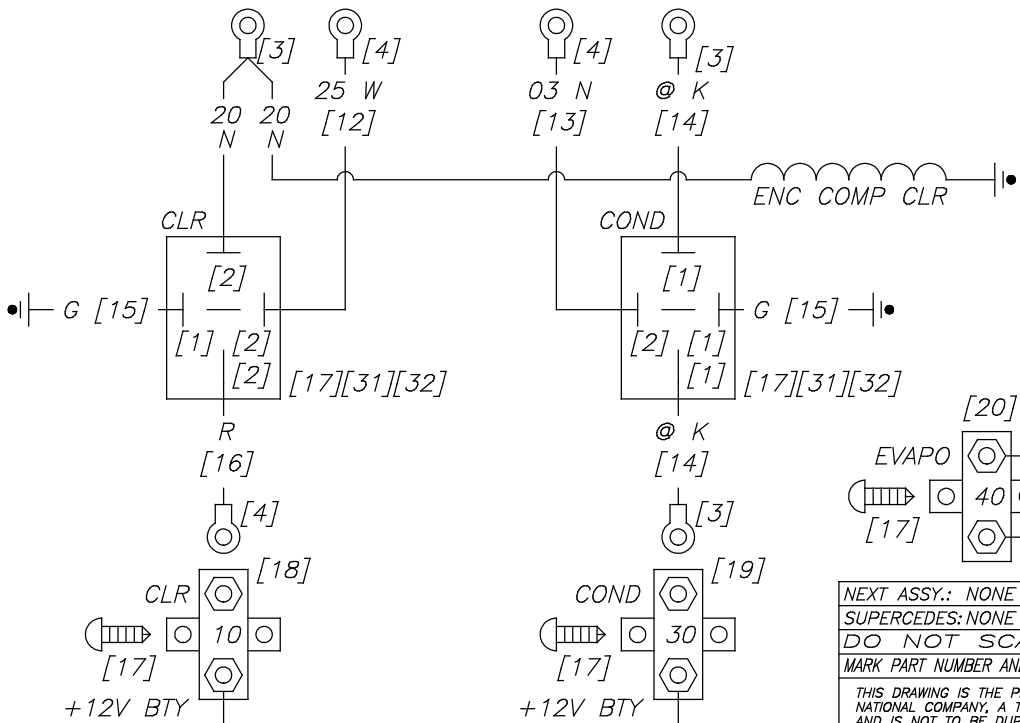 [3] [4] [4] [3]
25 W 03 N @ K
20 20 [12] [13] [14]
N N
ENC COMP CLR
CLR COND
[2] [1]
G [15] G [15]
[1] [2] [2] [1]
[2] [17][31][32] [1] [17][31][32]
[20]
R @ K
[16] [14]
EVAPO
40
[4] [3] [17]
[18] [19]
CLR COND
10 30
[17] [17]
+12V BTY +12V BTY
NEXT ASSY.: NONE
SUPERCEDES: NONE
DO NOT
MARK PART NUMBER
THIS DRAWING IS THE
NATIONAL COMPANY, A
AND IS NOT TO BE